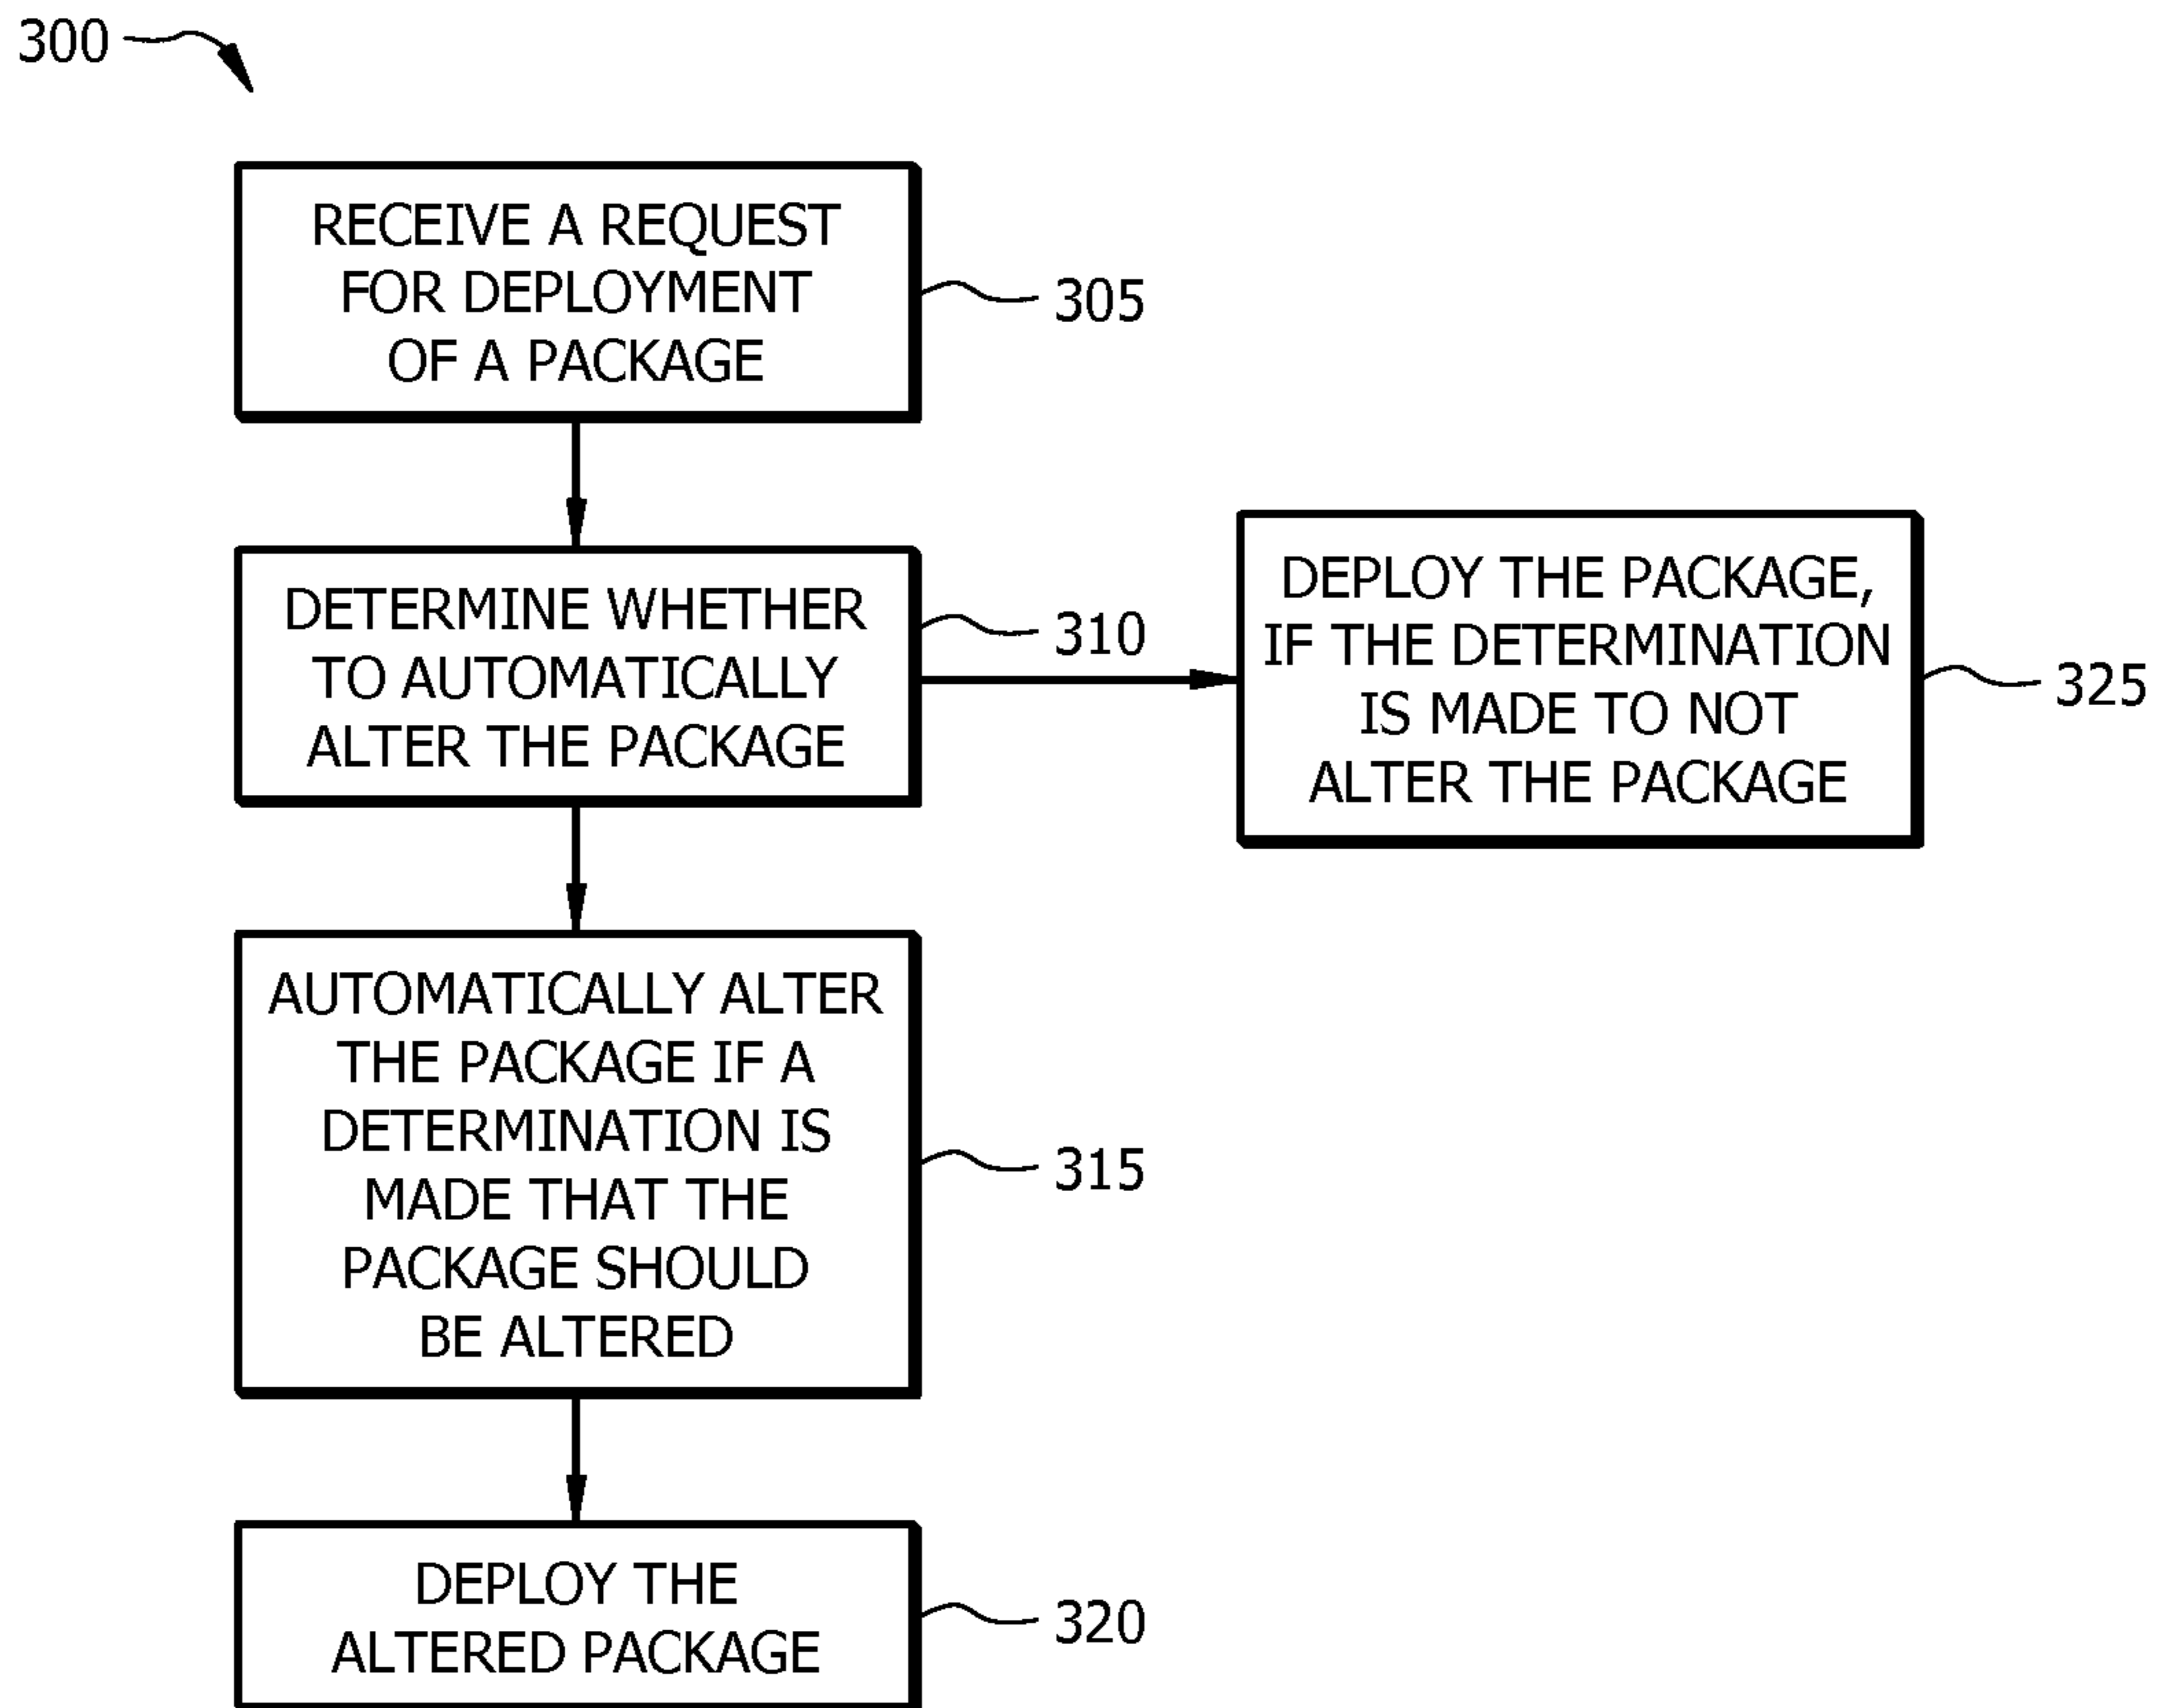 300
RECEIVE A REQUEST
FOR DEPLOYMENT
OF A PACKAGE
305
DETERMINE WHETHER
TO AUTOMATICALLY
ALTER THE PACKAGE
310
DEPLOY THE PACKAGE,
IF THE DETERMINATION
IS MADE TO NOT
ALTER THE PACKAGE
325
AUTOMATICALLY ALTER
THE PACKAGE IF A
DETERMINATION IS
MADE THAT THE
PACKAGE SHOULD
BE ALTERED
315
DEPLOY THE
ALTERED PACKAGE
320